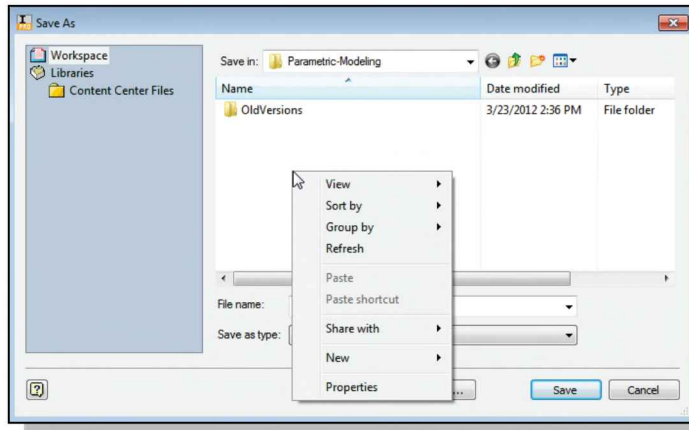 Save As
Workspace
Libraries
Content Center Files
Save in: Parametric-Modeling
Name Date modified Type
OldVersions 3/23/2012 2:36 PM File folder
View
Sort by
Group by
Refresh
Paste
Paste shortcut
Share with
New
Properties
File name:
Save as type:
... Save Cancel